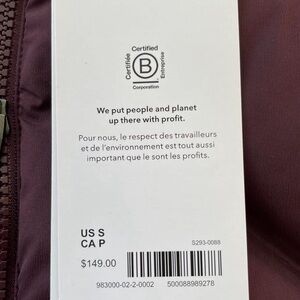 Certified
Certifiée
B
Entreprise
Corporation
We put people and planet
up there with profit.
Pour nous, le respect des travailleurs
et de l'environnement est tout aussi
important que le sont les profits.
US S
CA P
S293-0088
$149.00
983000-02-2-0002
500088989278